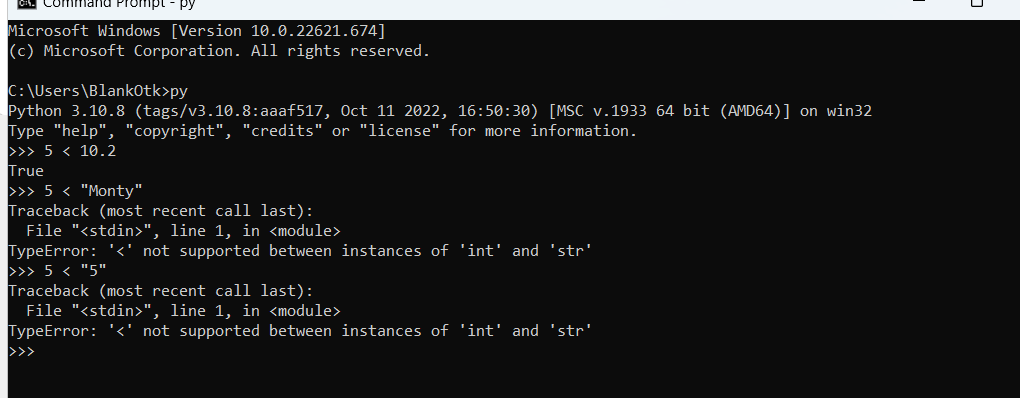 Command Prompt - py
Microsoft Windows [Version 10.0.22621.674]
(c) Microsoft Corporation. All rights reserved.
C:\Users\BlankOtk>py
Python 3.10.8 (tags/v3.10.8:aaaf517, Oct 11 2022, 16:50:30) [MSC v.1933 64 bit (AMD64)] on win32
Type "help", "copyright", "credits" or "license" for more information.
>>> 5 < 10.2
True
>>> 5 < "Monty"
Traceback (most recent call last):
  File "<stdin>", line 1, in <module>
TypeError: '<' not supported between instances of 'int' and 'str'
>>> 5 < "5"
Traceback (most recent call last):
  File "<stdin>", line 1, in <module>
TypeError: '<' not supported between instances of 'int' and 'str'
>>>